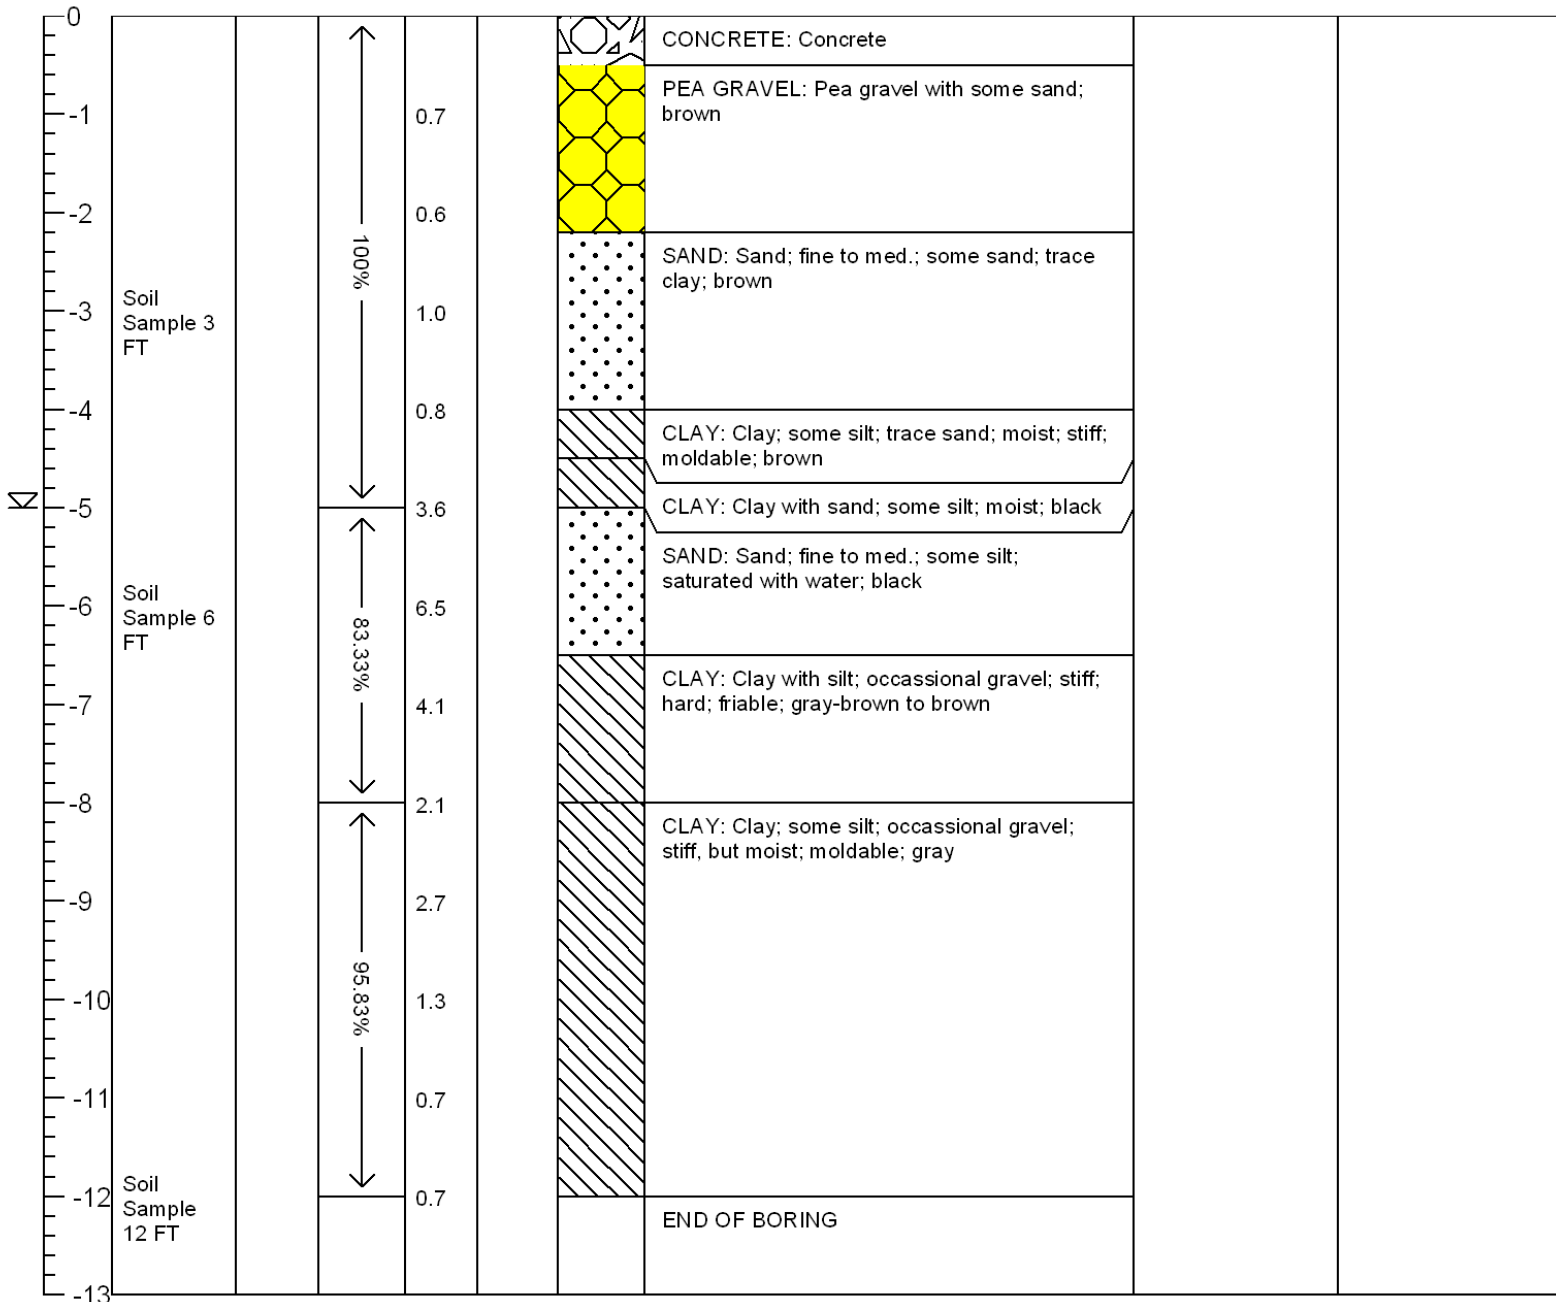 -0
CONCRETE: Concrete
PEA GRAVEL: Pea gravel with some sand;
brown
-1
0.7
-2
0.6
100%
SAND: Sand; fine to med.; some sand; trace
clay; brown
Soil
Sample 3
FT
-3
1.0
-4
0.8
CLAY: Clay; some silt; trace sand; moist; stiff;
moldable; brown
-5
3.6
CLAY: Clay with sand; some silt; moist; black
SAND: Sand; fine to med.; some silt;
saturated with water; black
Soil
Sample 6
FT
-6
6.5
83.33%
CLAY: Clay with silt; occassional gravel; stiff;
hard; friable; gray-brown to brown
-7
4.1
-8
2.1
CLAY: Clay; some silt; occassional gravel;
stiff, but moist; moldable; gray
-9
2.7
95.83%
-10
1.3
-11
0.7
Soil
Sample
12 FT
-12
0.7
END OF BORING
-13